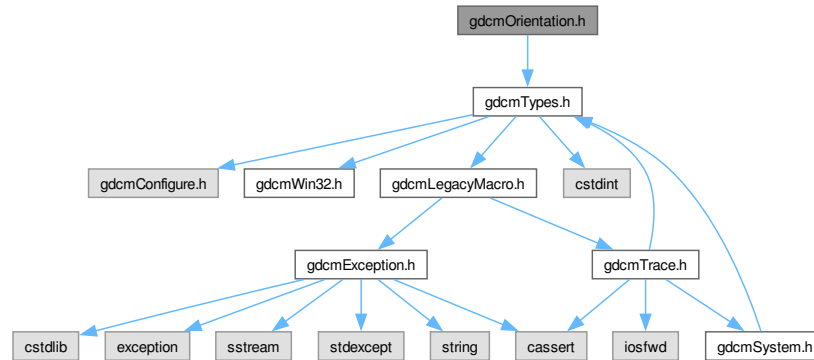 gdcmOrientation.h
gdcmTypes.h
gdcmConfigure.h
gdcmWin32.h
gdcmLegacyMacro.h
cstdint
gdcmException.h
gdcmTrace.h
cstdlib
exception
sstream
stdexcept
string
cassert
iosfwd
gdcmSystem.h